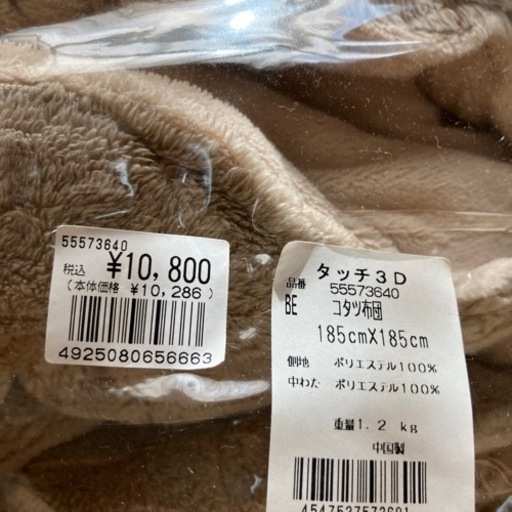 55573640
税込 ¥10,800
(本体価格 ¥10,286)
4925080656663
タッチ3D
品番 55573640
BE コタツ布団
185cmX185cm
側地 ポリエステル100%
中わた ポリエステル100%
重量1.2 kg
中国製